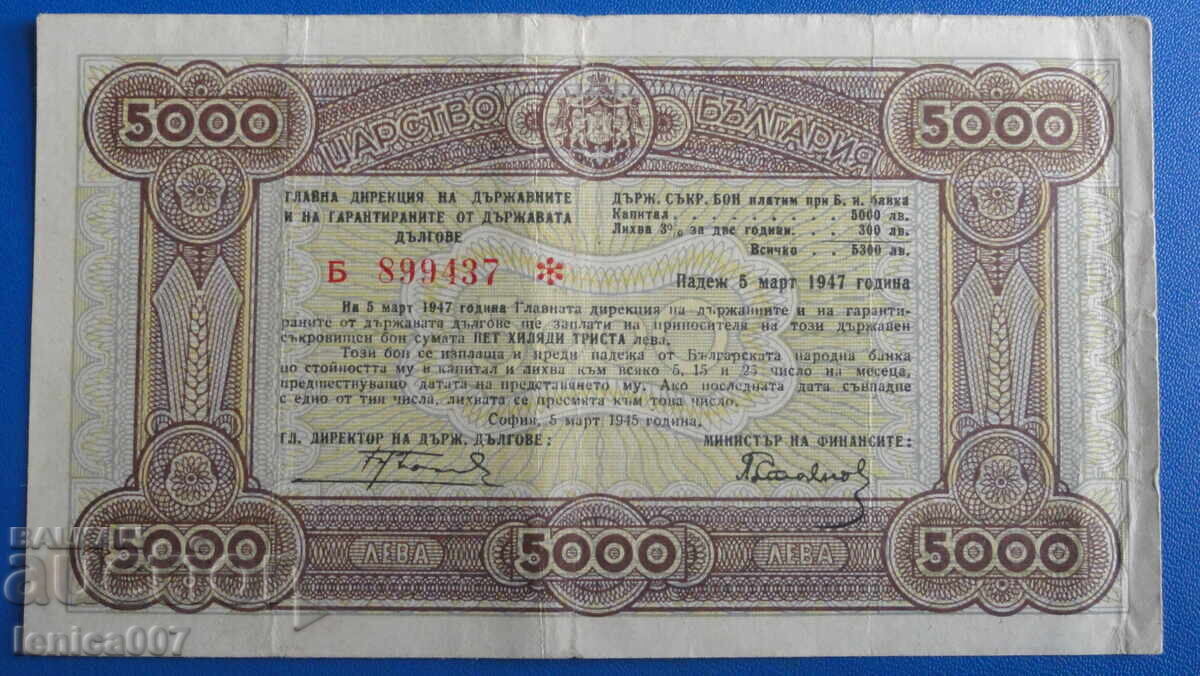 5000
ЦАРСТВО БЪЛГАРИЯ
5000
ГЛАВНА ДИРЕКЦИЯ НА ДЪРЖАВНИТЕ
И НА ГАРАНТИРАНИТЕ ОТ ДЪРЖАВАТА
ДЪЛГОВЕ
Б 899437 *
ДЪРЖ. СЪКР. БОН платим при Б. н. банка
Капитал . . . . . . . . . 5000 лв.
Лихва 3% за две години. . . 300 лв.
Всичко . . 5300 лв.
Падеж 5 март 1947 година
На 5 март 1947 година Главната дирекция на държавните и на гаранти-
раните от държавата дългове ще заплати на приносителя на този държавен
съкровищен бон сумата ПЕТ ХИЛЯДИ ТРИСТА лева.
Този бон се изплаща и преди падежа от Българската народна банка
по стойността му в капитал и лихва към всяко 5, 15 и 25 число на месеца,
предшествующо датата на представянето му. Ако последната дата съвпадне
с едно от тия числа, лихвата се пресмята към това число.
София, 5 март 1945 година.
ГЛ. ДИРЕКТОР НА ДЪРЖ. ДЪЛГОВЕ:
МИНИСТЪР НА ФИНАНСИТЕ:
5000
ЛЕВА
5000
ЛЕВА
5000
lenica007